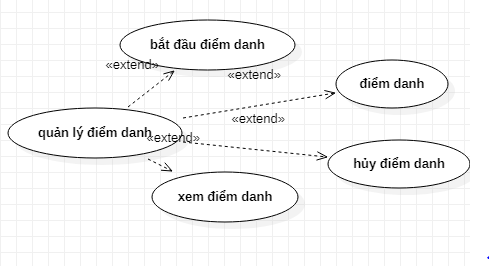 bắt đầu điểm danh
«extend»
«extend»
điểm danh
«extend»
quản lý điểm danh
«extend»
hủy điểm danh
xem điểm danh